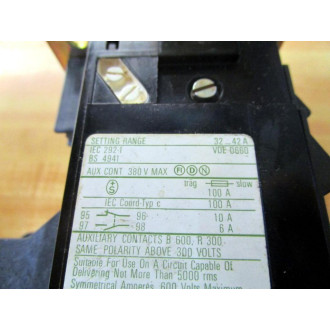 SETTING RANGE 32...42A
IEC 292-1 VDE 0660
BS 4941
AUX CONT 380 V MAX R D N
slow
100 A
IEC Coord-Typ c 100 A
95 96 10 A
97 98 6 A
AUXILIARY CONTACTS B 600, R 300
SAME POLARITY ABOVE 300 VOLTS
Suitable For Use On A Circuit Capable Of
Delivering Not More Than 5000 rms
Symmetrical Amperes, 600 Volts Maximum